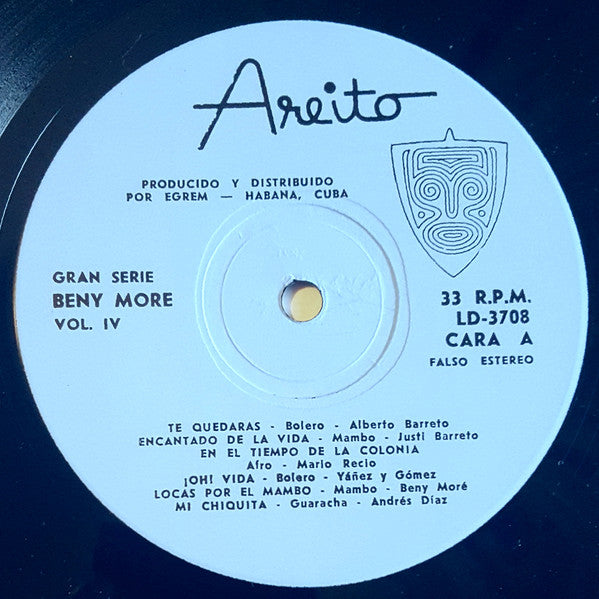 Areito
PRODUCIDO Y DISTRIBUIDO
POR EGREM — HABANA, CUBA
GRAN SERIE
BENY MORE
VOL. IV
33 R.P.M.
LD-3708
CARA A
FALSO ESTEREO
TE QUEDARAS - Bolero - Alberto Barreto
ENCANTADO DE LA VIDA - Mambo - Justi Barreto
EN EL TIEMPO DE LA COLONIA
Afro - Mario Recio
¡OH! VIDA - Bolero - Yáñez y Gómez
LOCAS POR EL MAMBO - Mambo - Beny Moré
MI CHIQUITA - Guaracha - Andrés Díaz